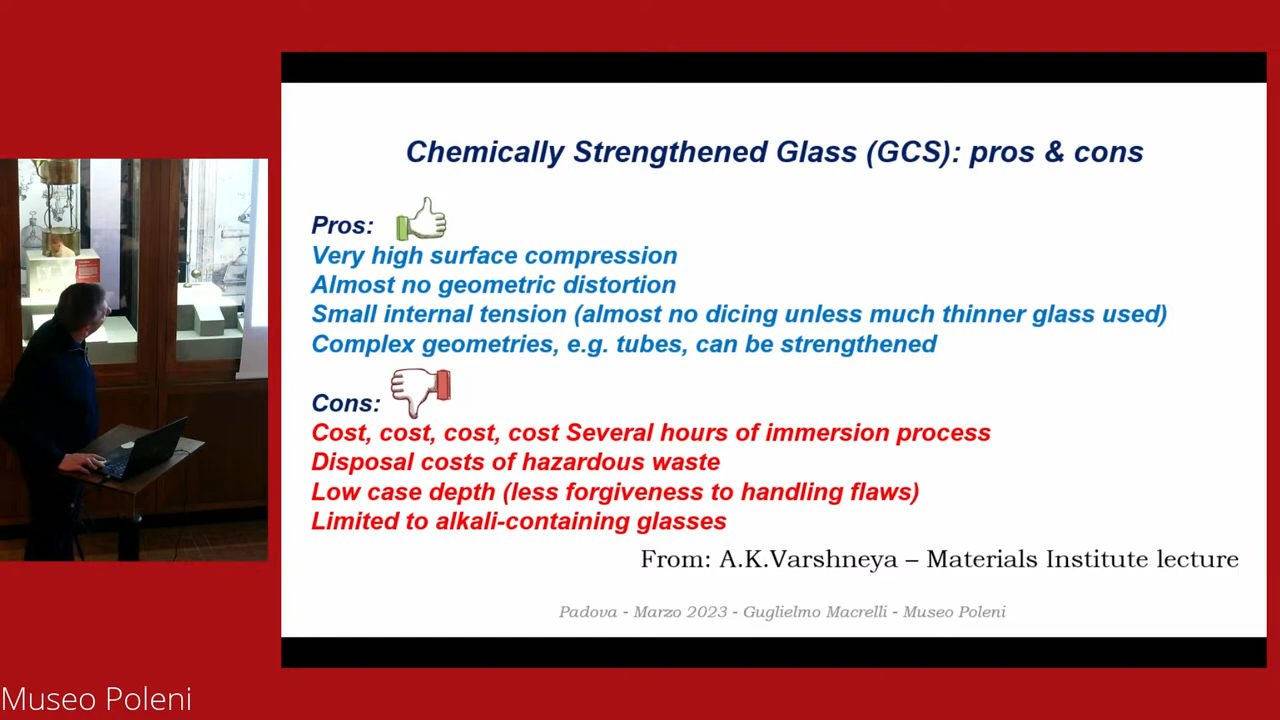 Chemically Strengthened Glass (GCS): pros & cons
Pros:
Very high surface compression
Almost no geometric distortion
Small internal tension (almost no dicing unless much thinner glass used)
Complex geometries, e.g. tubes, can be strengthened
Cons:
Cost, cost, cost, cost Several hours of immersion process
Disposal costs of hazardous waste
Low case depth (less forgiveness to handling flaws)
Limited to alkali-containing glasses
From: A.K.Varshneya – Materials Institute lecture
Padova - Marzo 2023 - Guglielmo Macrelli - Museo Poleni
Museo Poleni